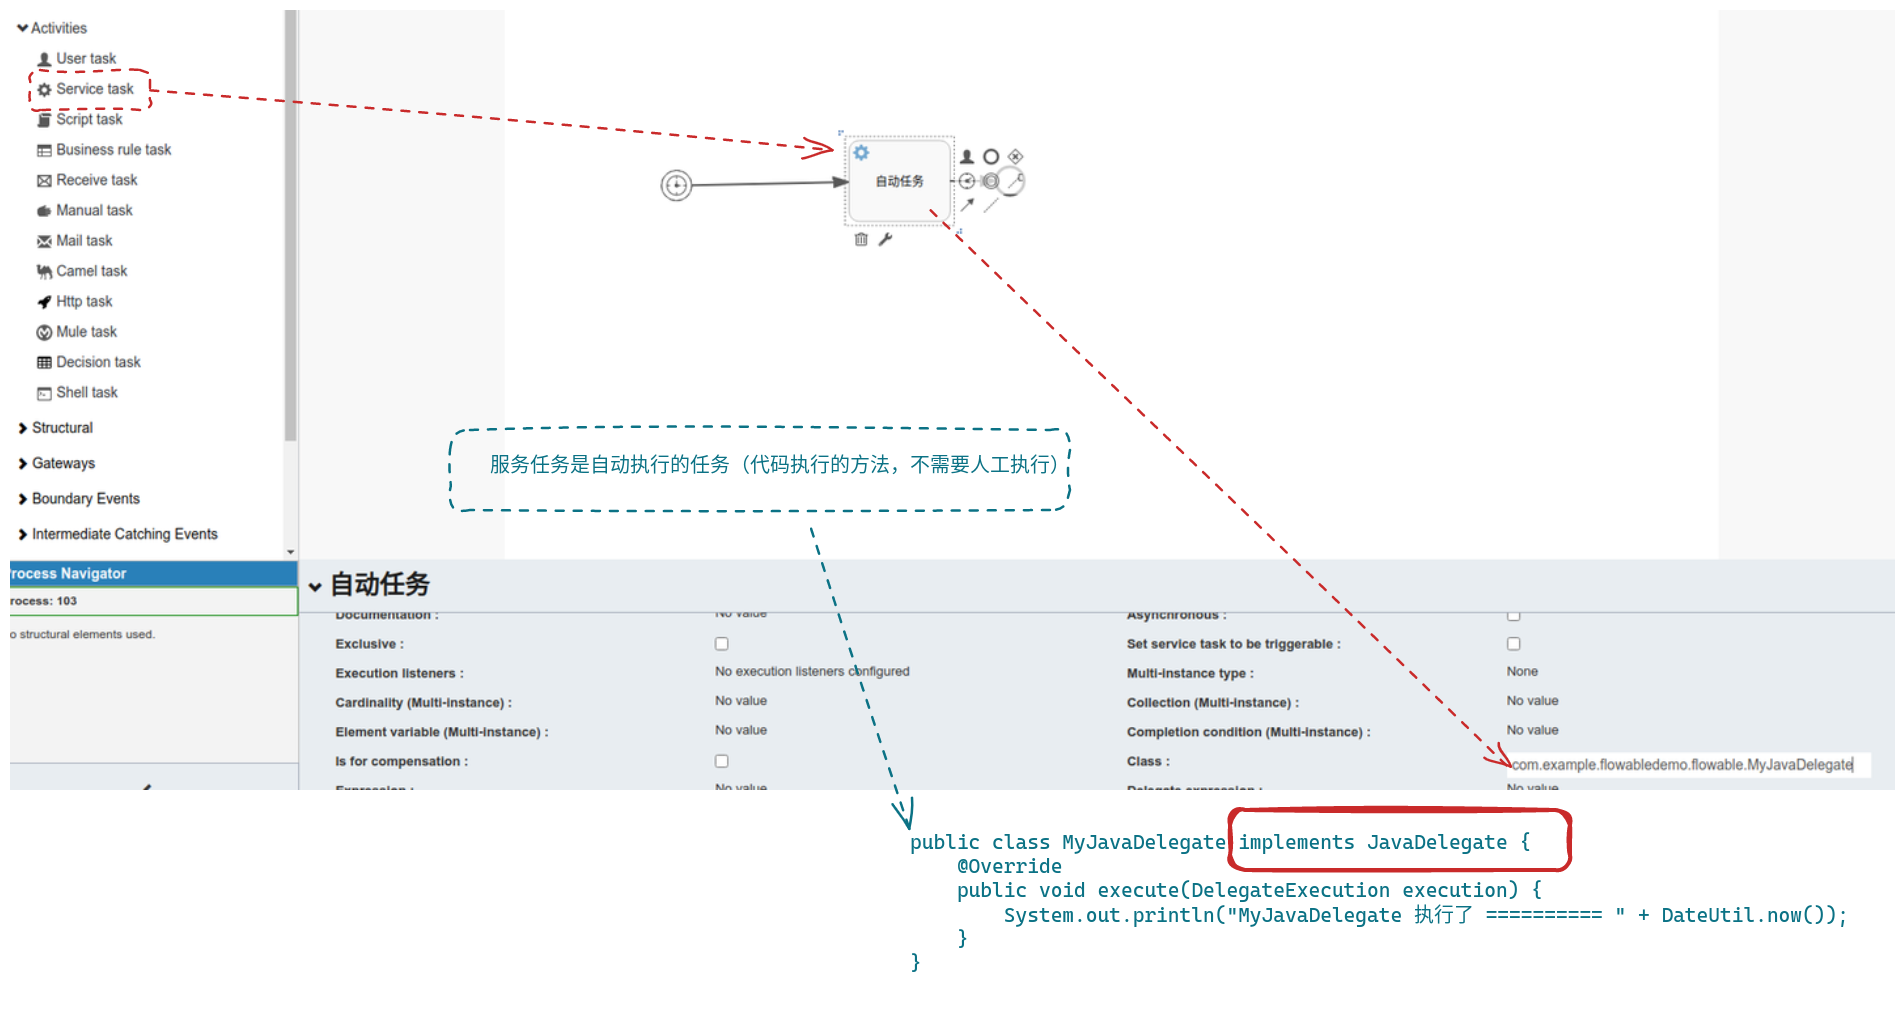 Activities
User task
Service task
Script task
Business rule task
Receive task
Manual task
Mail task
Camel task
Http task
Mule task
Decision task
Shell task
Structural
Gateways
Boundary Events
Intermediate Catching Events
rocess Navigator
rocess: 103
o structural elements used.
自动任务
服务任务是自动执行的任务（代码执行的方法，不需要人工执行）
自动任务
Documentation : No value Asynchronous :
Exclusive : Set service task to be triggerable :
Execution listeners : No execution listeners configured Multi-instance type : None
Cardinality (Multi-instance) : No value Collection (Multi-instance) : No value
Element variable (Multi-instance) : No value Completion condition (Multi-instance) : No value
Is for compensation : Class : com.example.flowabledemo.flowable.MyJavaDelegate
Expression : No value Delegate expression : No value
public class MyJavaDelegate implements JavaDelegate {
@Override
public void execute(DelegateExecution execution) {
System.out.println("MyJavaDelegate 执行了 ========== " + DateUtil.now());
}
}